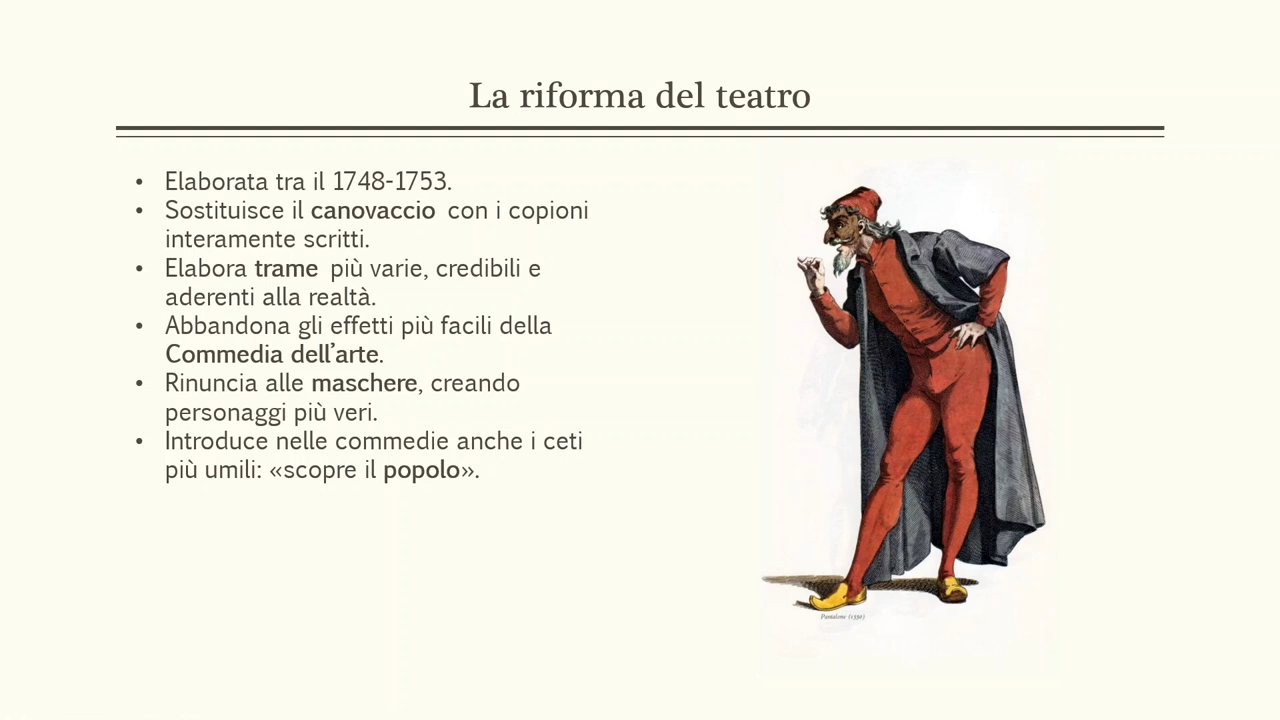 La riforma del teatro
• Elaborata tra il 1748-1753.
• Sostituisce il canovaccio con i copioni
interamente scritti.
• Elabora trame più varie, credibili e
aderenti alla realtà.
• Abbandona gli effetti più facili della
Commedia dell'arte.
• Rinuncia alle maschere, creando
personaggi più veri.
• Introduce nelle commedie anche i ceti
più umili: «scopre il popolo».
Pantalone (1550)